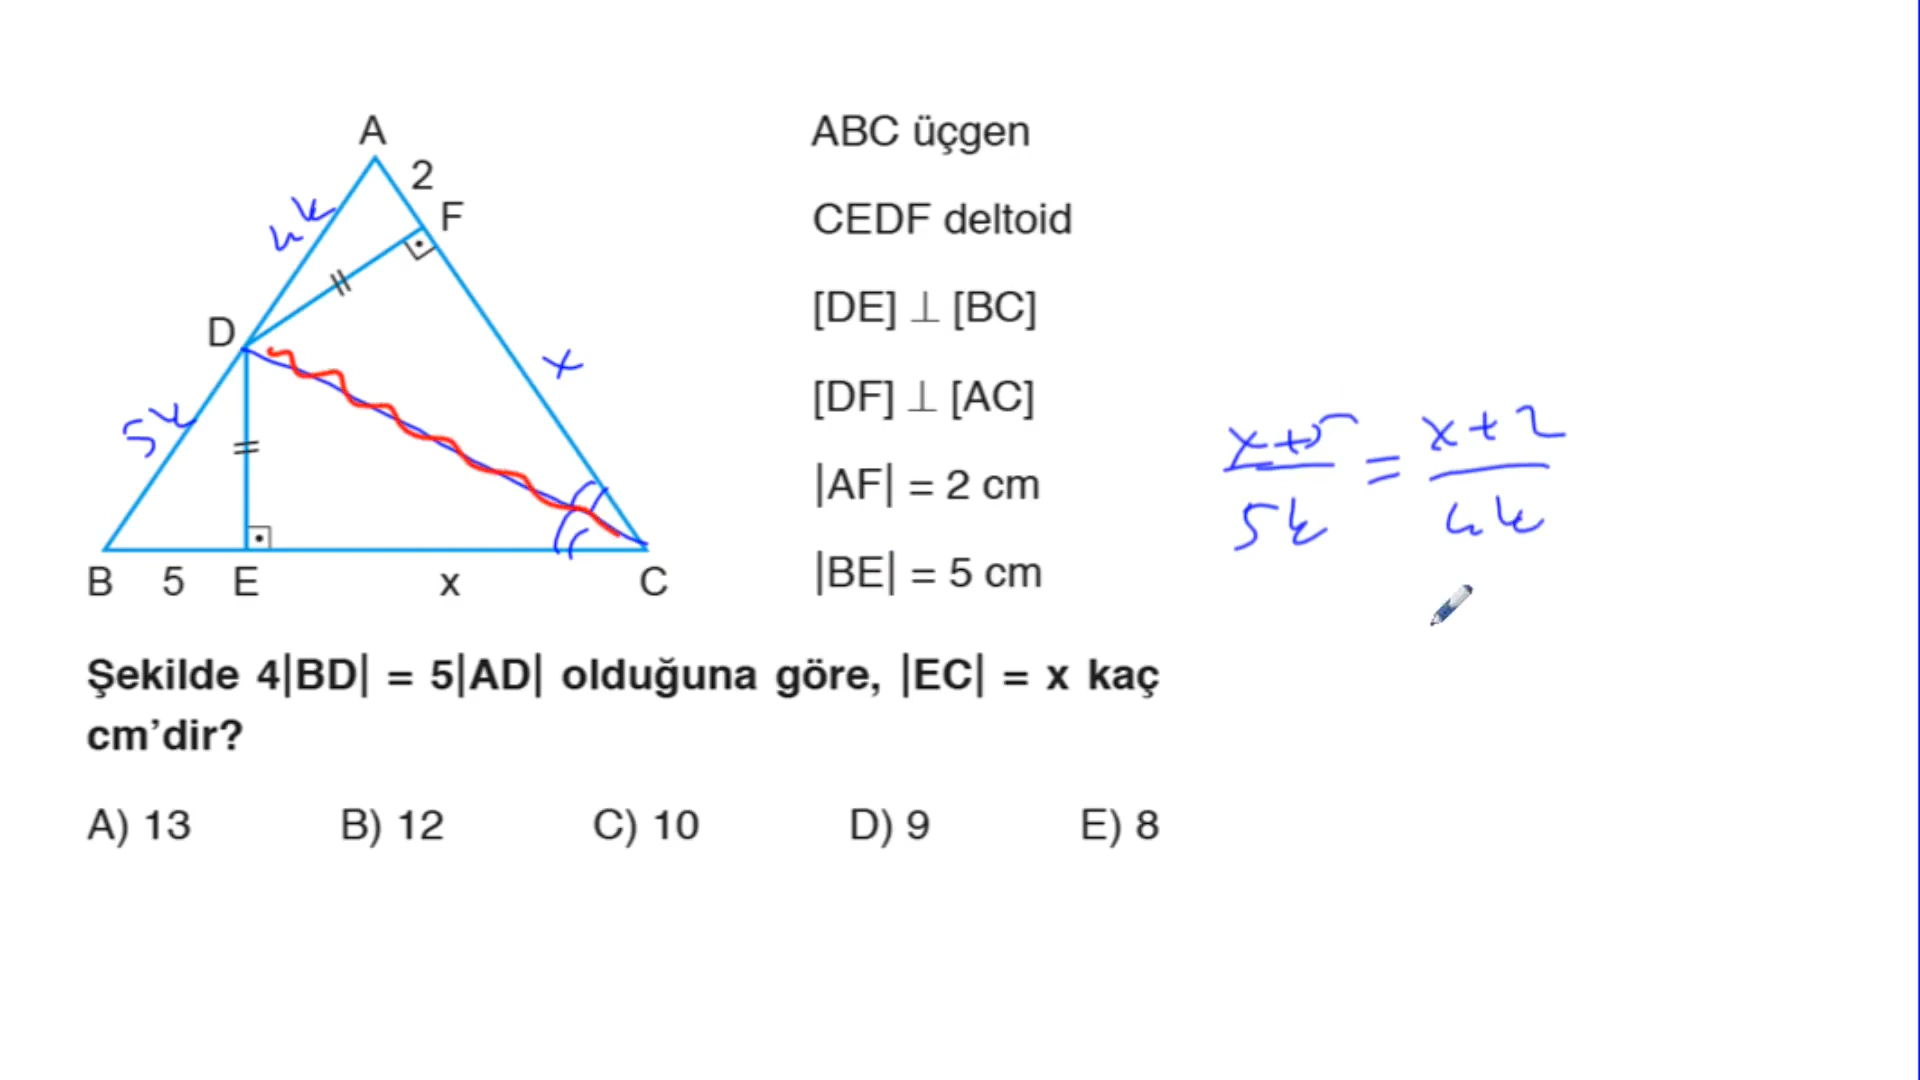 A
2
F
4k
D
x
5k
B 5 E x C
ABC üçgen
CEDF deltoid
[DE] ⊥ [BC]
[DF] ⊥ [AC]
|AF| = 2 cm
|BE| = 5 cm
x+5/5k = x+2/4k
Şekilde 4|BD| = 5|AD| olduğuna göre, |EC| = x kaç
cm’dir?
A) 13 B) 12 C) 10 D) 9 E) 8